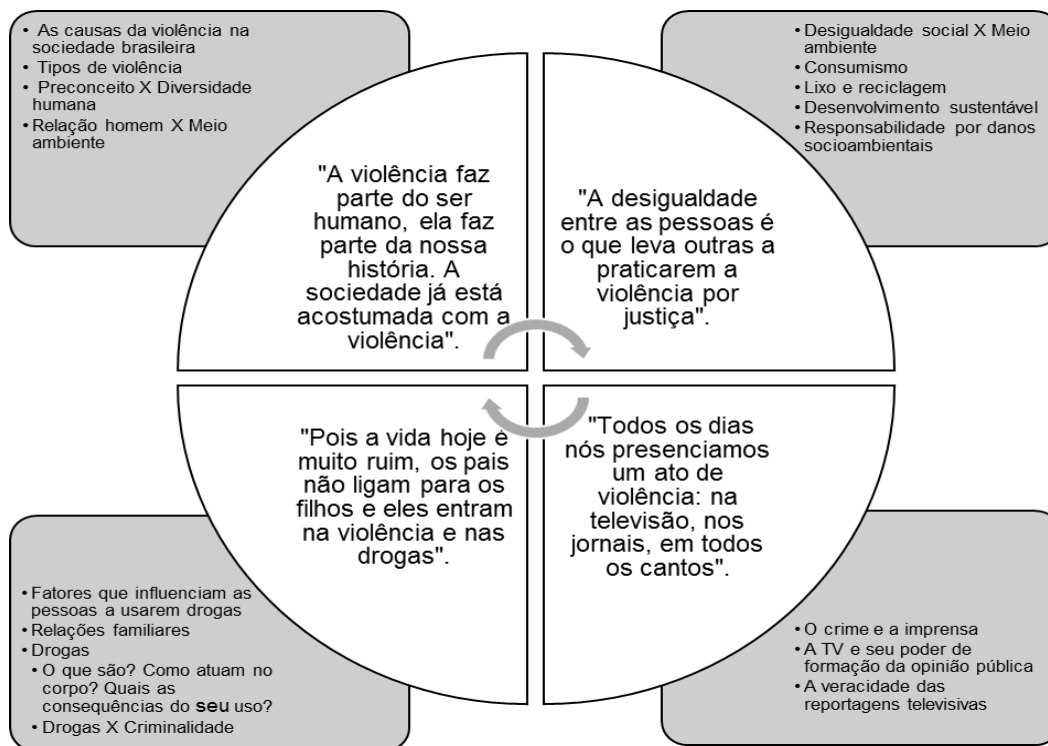 • As causas da violência na
sociedade brasileira
• Tipos de violência
• Preconceito X Diversidade
humana
• Relação homem X Meio
ambiente
• Desigualdade social X Meio
ambiente
• Consumismo
• Lixo e reciclagem
• Desenvolvimento sustentável
• Responsabilidade por danos
socioambientais
"A violência faz
parte do ser
humano, ela faz
parte da nossa
história. A
sociedade já está
acostumada com a
violência".
"A desigualdade
entre as pessoas é
o que leva outras a
praticarem a
violência por
justiça".
"Pois a vida hoje é
muito ruim, os pais
não ligam para os
filhos e eles entram
na violência e nas
drogas".
"Todos os dias
nós presenciamos
um ato de
violência: na
televisão, nos
jornais, em todos
os cantos".
• Fatores que influenciam as
pessoas a usarem drogas
• Relações familiares
• Drogas
• O que são? Como atuam no
corpo? Quais as
consequências do seu uso?
• Drogas X Criminalidade
• O crime e a imprensa
• A TV e seu poder de
formação da opinião pública
• A veracidade das
reportagens televisivas